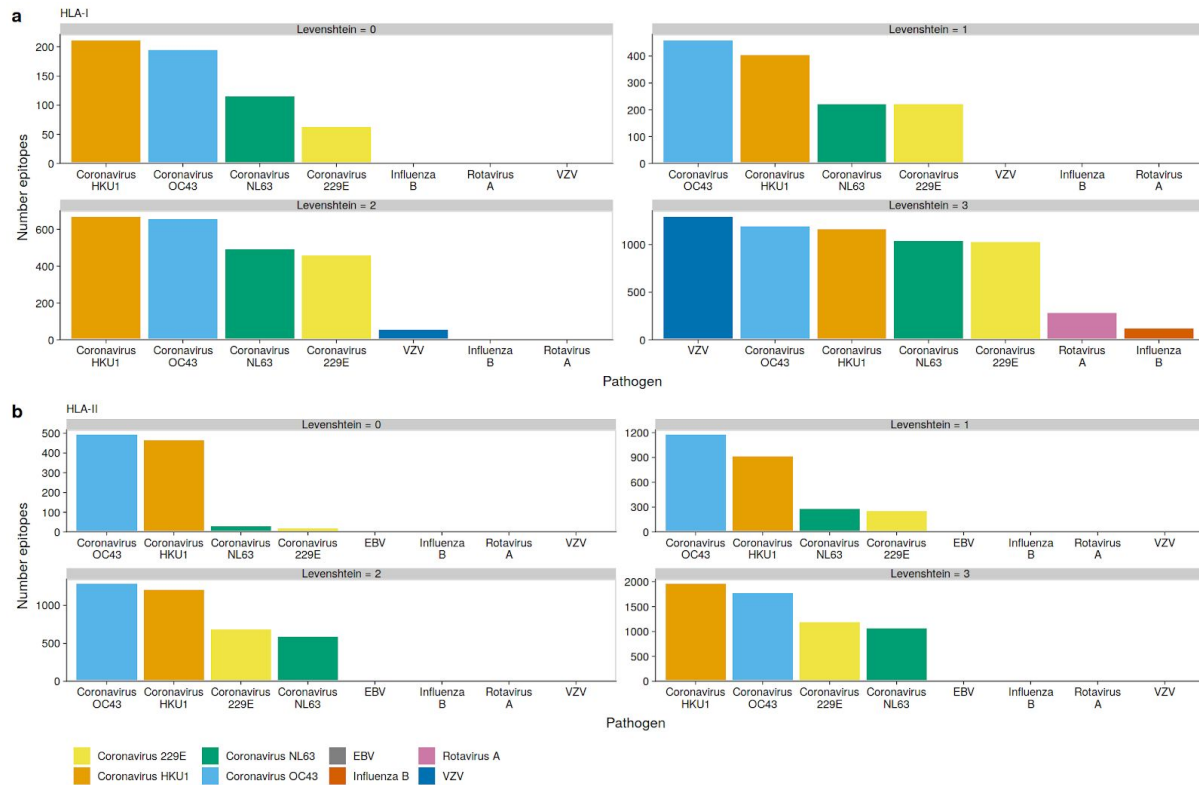 a
HLA-I
Number epitopes
Levenshtein = 0
200
150
100
50
0
Coronavirus Coronavirus Coronavirus Coronavirus Influenza Rotavirus VZV
HKU1 OC43 NL63 229E B A
Levenshtein = 1
400
300
200
100
0
Coronavirus Coronavirus Coronavirus Coronavirus VZV Influenza Rotavirus
OC43 HKU1 NL63 229E B A
Levenshtein = 2
600
400
200
0
Coronavirus Coronavirus Coronavirus Coronavirus VZV Influenza Rotavirus
HKU1 OC43 NL63 229E B A
Levenshtein = 3
1000
500
0
VZV Coronavirus Coronavirus Coronavirus Coronavirus Rotavirus Influenza
OC43 HKU1 NL63 229E A B
Pathogen
b
HLA-II
Number epitopes
Levenshtein = 0
500
400
300
200
100
0
Coronavirus Coronavirus Coronavirus Coronavirus EBV Influenza Rotavirus VZV
OC43 HKU1 NL63 229E B A
Levenshtein = 1
1200
900
600
300
0
Coronavirus Coronavirus Coronavirus Coronavirus EBV Influenza Rotavirus VZV
OC43 HKU1 NL63 229E B A
Levenshtein = 2
1000
500
0
Coronavirus Coronavirus Coronavirus Coronavirus EBV Influenza Rotavirus VZV
OC43 HKU1 229E NL63 B A
Levenshtein = 3
2000
1500
1000
500
0
Coronavirus Coronavirus Coronavirus Coronavirus EBV Influenza Rotavirus VZV
HKU1 OC43 229E NL63 B A
Pathogen
Coronavirus 229E Coronavirus NL63 EBV Rotavirus A
Coronavirus HKU1 Coronavirus OC43 Influenza B VZV